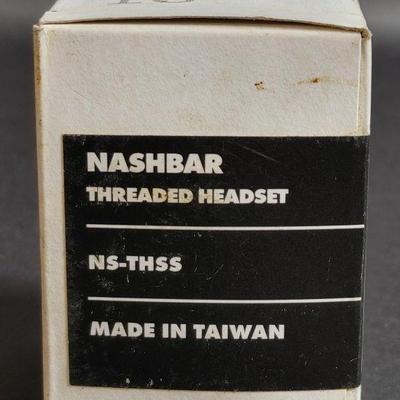 NASHBAR
THREADED HEADSET
NS-THSS
MADE IN TAIWAN